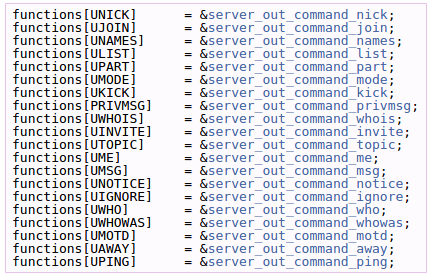 functions[UNICK]      = &server_out_command_nick;
functions[UJOIN]      = &server_out_command_join;
functions[UNAMES]     = &server_out_command_names;
functions[ULIST]      = &server_out_command_list;
functions[UPART]      = &server_out_command_part;
functions[UMODE]      = &server_out_command_mode;
functions[UKICK]      = &server_out_command_kick;
functions[PRIVMSG]    = &server_out_command_privmsg;
functions[UWHOIS]     = &server_out_command_whois;
functions[UINVITE]    = &server_out_command_invite;
functions[UTOPIC]     = &server_out_command_topic;
functions[UME]        = &server_out_command_me;
functions[UMSG]       = &server_out_command_msg;
functions[UNOTICE]    = &server_out_command_notice;
functions[UIGNORE]    = &server_out_command_ignore;
functions[UWHO]       = &server_out_command_who;
functions[UWHOWAS]    = &server_out_command_whowas;
functions[UMOTD]      = &server_out_command_motd;
functions[UAWAY]      = &server_out_command_away;
functions[UPING]      = &server_out_command_ping;